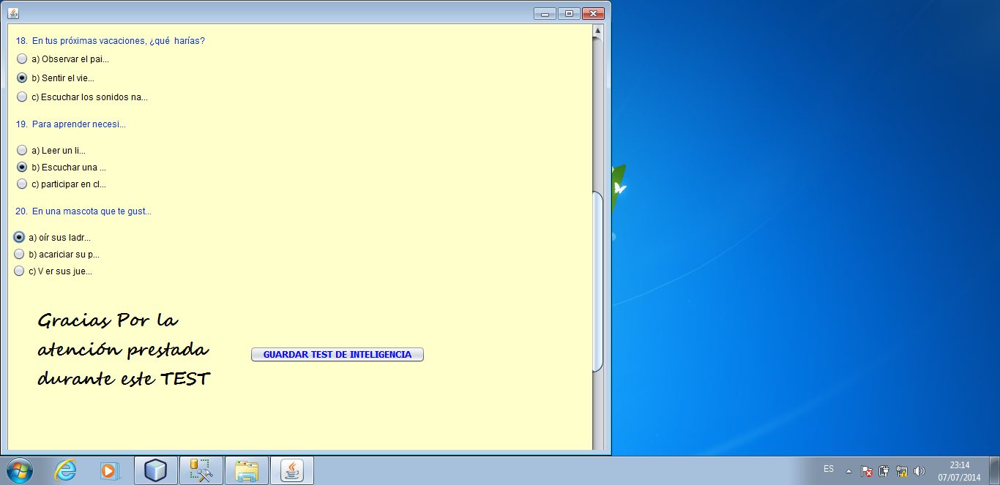 18. En tus próximas vacaciones, ¿qué harías?
a) Observar el pai...
b) Sentir el vie...
c) Escuchar los sonidos na...
19. Para aprender necesi...
a) Leer un li...
b) Escuchar una ...
c) participar en cl...
20. En una mascota que te gust...
a) oír sus ladr...
b) acariciar su p...
c) V er sus jue...
Gracias Por la
atención prestada
durante este TEST
GUARDAR TEST DE INTELIGENCIA
ES
23:14
07/07/2014